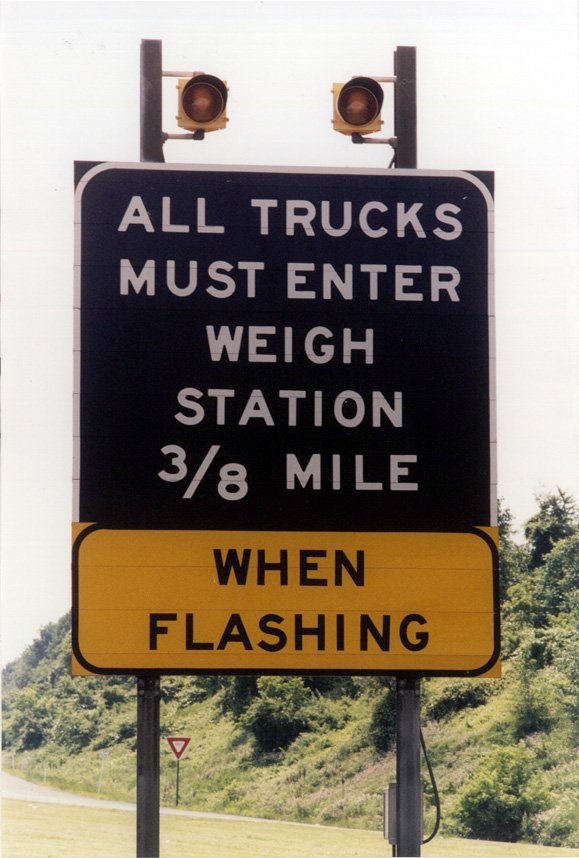 ALL TRUCKS
MUST ENTER
WEIGH
STATION
3/8 MILE
WHEN
FLASHING